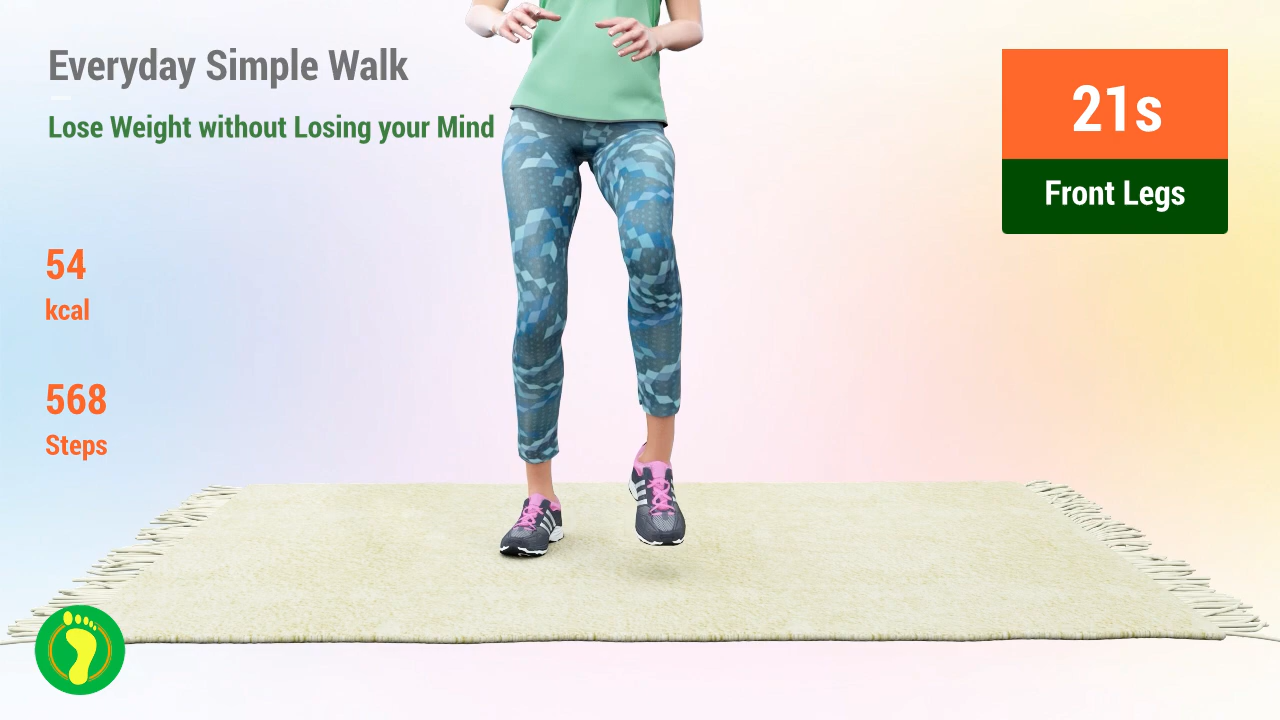 Everyday Simple Walk
Lose Weight without Losing your Mind
21s
Front Legs
54
kcal
568
Steps